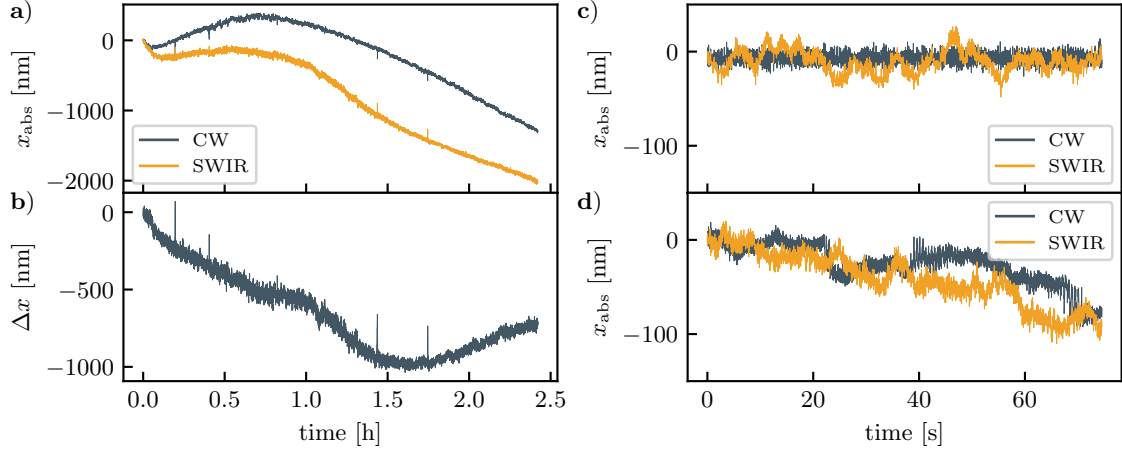 a)
0
−1000
−2000
x_abs [nm]
CW
SWIR
b)
0
−500
−1000
Δx [nm]
0.0 0.5 1.0 1.5 2.0 2.5
time [h]
c)
0
−100
x_abs [nm]
CW
SWIR
d)
0
−100
x_abs [nm]
CW
SWIR
0 20 40 60
time [s]